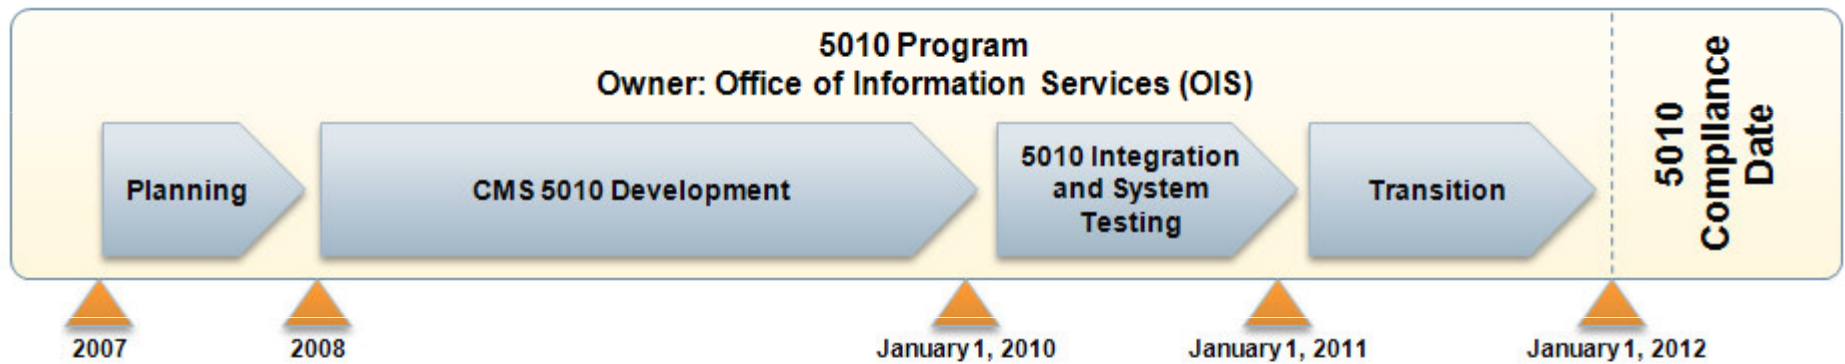 5010 Program
Owner: Office of Information Services (OIS)
Planning
CMS 5010 Development
5010 Integration
and System
Testing
Transition
5010
Compliance
Date
2007
2008
January 1, 2010
January 1, 2011
January 1, 2012